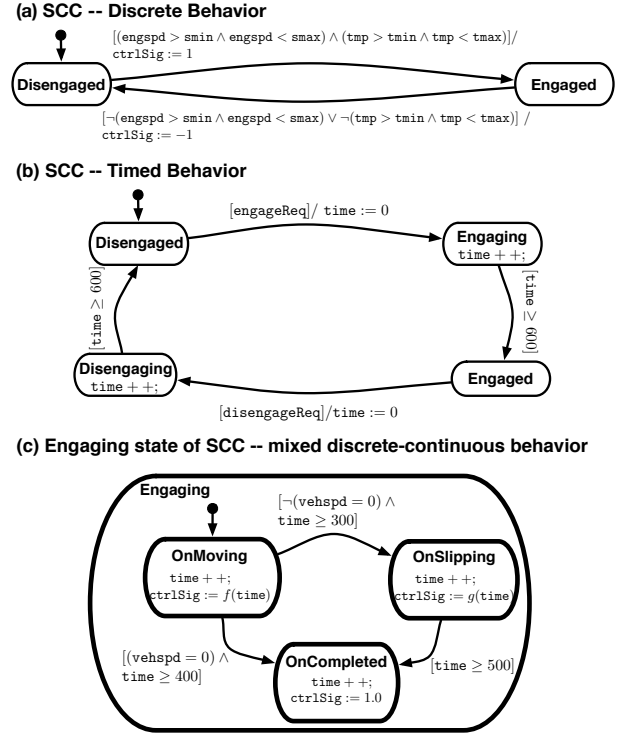 (a) SCC -- Discrete Behavior
[(engspd > smin ∧ engspd < smax) ∧ (tmp > tmin ∧ tmp < tmax)]/
ctrlSig := 1
Disengaged
Engaged
[¬(engspd > smin ∧ engspd < smax) ∨ ¬(tmp > tmin ∧ tmp < tmax)] /
ctrlSig := −1
(b) SCC -- Timed Behavior
[engageReq]/ time := 0
Disengaged
Engaging
time + +;
[time ≥ 600]
[time ≥ 600]
Disengaging
time + +;
Engaged
[disengageReq]/time := 0
(c) Engaging state of SCC -- mixed discrete-continuous behavior
Engaging
[¬(vehspd = 0) ∧
time ≥ 300]
OnMoving
time + +;
ctrlSig := f(time)
OnSlipping
time + +;
ctrlSig := g(time)
[(vehspd = 0) ∧
time ≥ 400]
OnCompleted
time + +;
ctrlSig := 1.0
[time ≥ 500]